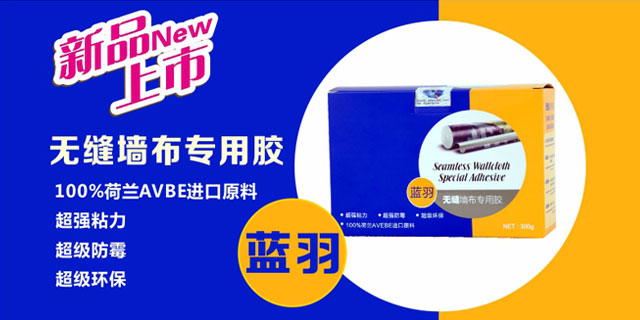 新品New
上市
无缝墙布专用胶
100%荷兰AVBE进口原料
超强粘力
超级防霉
超级环保
蓝羽
Seamless Wallcloth
Special Adhesive
蓝羽
无缝墙布专用胶
• 超强粘力 • 超强防霉 • 超级环保
• 100%荷兰AVEBE进口原料
NET : 300g